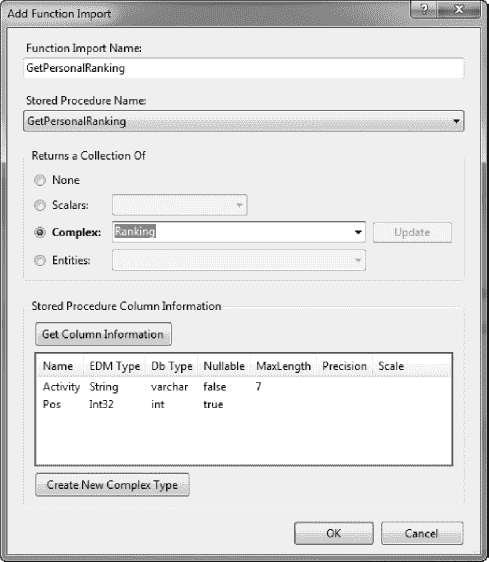 Add Function Import
?
Function Import Name:
GetPersonalRanking
Stored Procedure Name:
GetPersonalRanking
Returns a Collection Of
None
Scalars:
Complex: Ranking Update
Entities:
Stored Procedure Column Information
Get Column Information
Name EDM Type Db Type Nullable MaxLength Precision Scale
Activity String varchar false 7
Pos Int32 int true
Create New Complex Type
OK Cancel